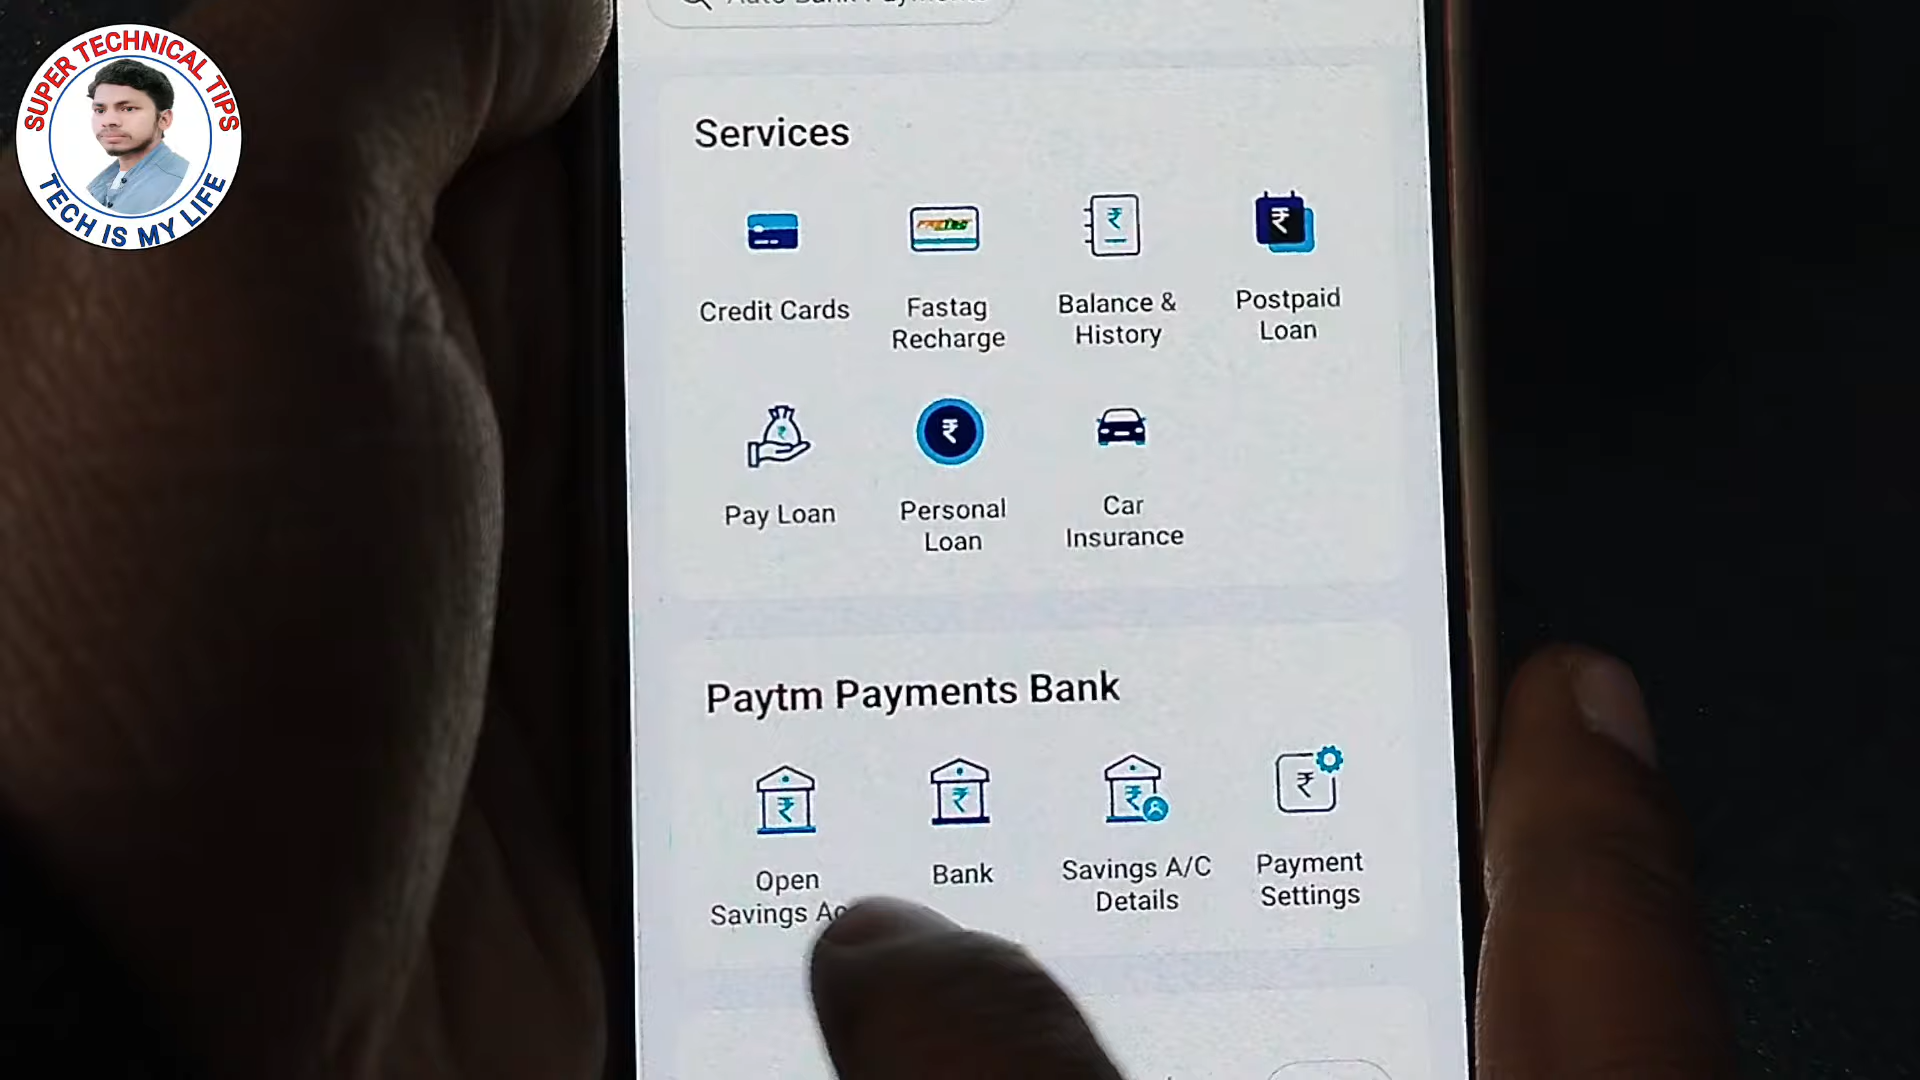 SUPER TECHNICAL TIPS
TECH IS MY LIFE
Services
Credit Cards
Fastag
Recharge
Balance &
History
Postpaid
Loan
Pay Loan
Personal
Loan
Car
Insurance
Paytm Payments Bank
Open
Savings
Bank
Savings A/C
Details
Payment
Settings